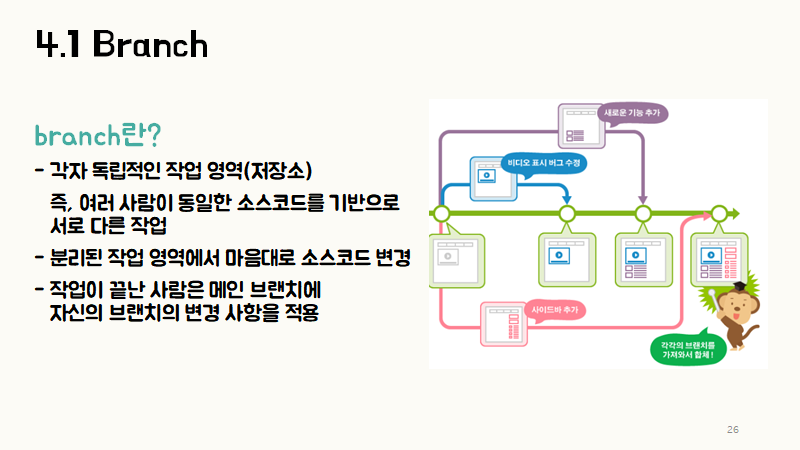 4.1 Branch
branch란?
- 각자 독립적인 작업 영역(저장소)
즉, 여러 사람이 동일한 소스코드를 기반으로
서로 다른 작업
- 분리된 작업 영역에서 마음대로 소스코드 변경
- 작업이 끝난 사람은 메인 브랜치에
자신의 브랜치의 변경 사항을 적용
새로운 기능 추가
비디오 표시 버그 수정
사이드바 추가
각각의 브랜치를
가져와서 합체!
26